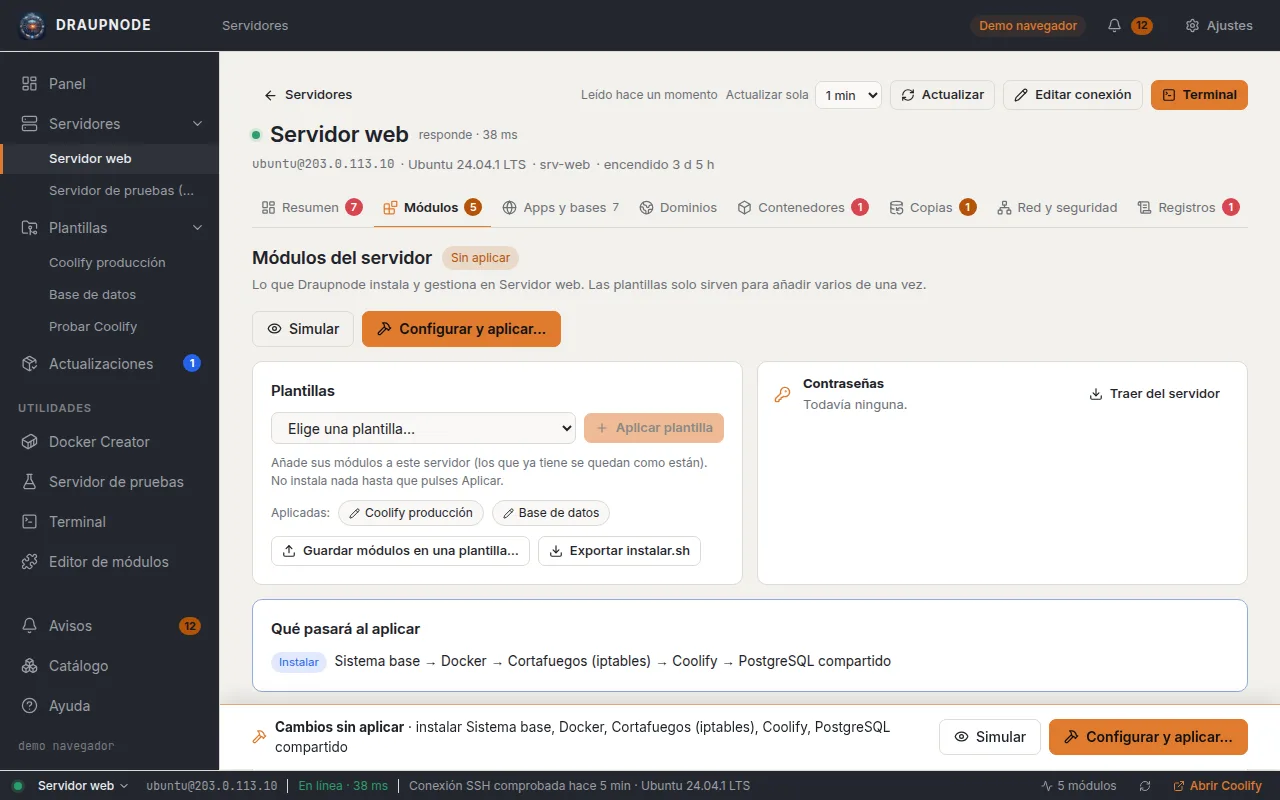 DRAUPNODE
Servidores
Demo navegador
12
Ajustes
Panel
Servidores
Servidor web
Servidor de pruebas (...
Plantillas
Coolify producción
Base de datos
Probar Coolify
Actualizaciones 1
UTILIDADES
Docker Creator
Servidor de pruebas
Terminal
Editor de módulos
Avisos 12
Catálogo
Ayuda
demo navegador
Servidores
Leído hace un momento Actualizar sola 1 min Actualizar Editar conexión Terminal
Servidor web responde · 38 ms
ubuntu@203.0.113.10 · Ubuntu 24.04.1 LTS · srv-web · encendido 3 d 5 h
Resumen 7 Módulos 5 Apps y bases 7 Dominios Contenedores 1 Copias 1 Red y seguridad Registros 1
Módulos del servidor Sin aplicar
Lo que Draupnode instala y gestiona en Servidor web. Las plantillas solo sirven para añadir varios de una vez.
Simular Configurar y aplicar...
Plantillas
Elige una plantilla... Aplicar plantilla
Añade sus módulos a este servidor (los que ya tiene se quedan como están).
No instala nada hasta que pulses Aplicar.
Aplicadas: Coolify producción Base de datos
Guardar módulos en una plantilla... Exportar instalar.sh
Contraseñas
Todavía ninguna.
Traer del servidor
Qué pasará al aplicar
Instalar Sistema base → Docker → Cortafuegos (iptables) → Coolify → PostgreSQL compartido
Cambios sin aplicar · instalar Sistema base, Docker, Cortafuegos (iptables), Coolify, PostgreSQL
compartido
Simular Configurar y aplicar...
Servidor web ubuntu@203.0.113.10 En línea · 38 ms Conexión SSH comprobada hace 5 min · Ubuntu 24.04.1 LTS 5 módulos Abrir Coolify